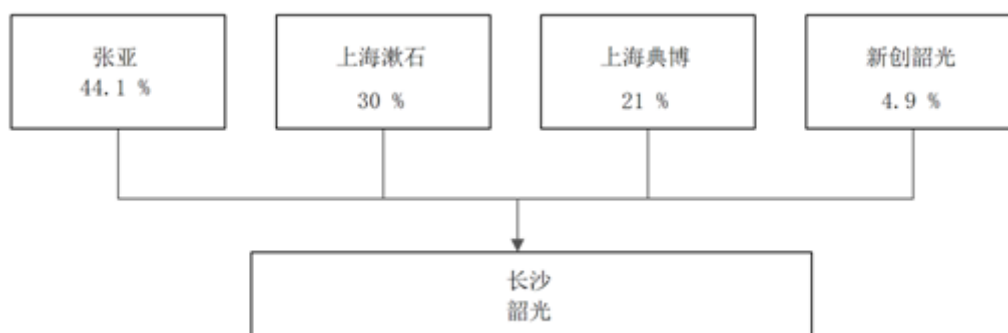 张亚
44.1 %
上海漱石
30 %
上海典博
21 %
新创韶光
4.9 %
长沙
韶光